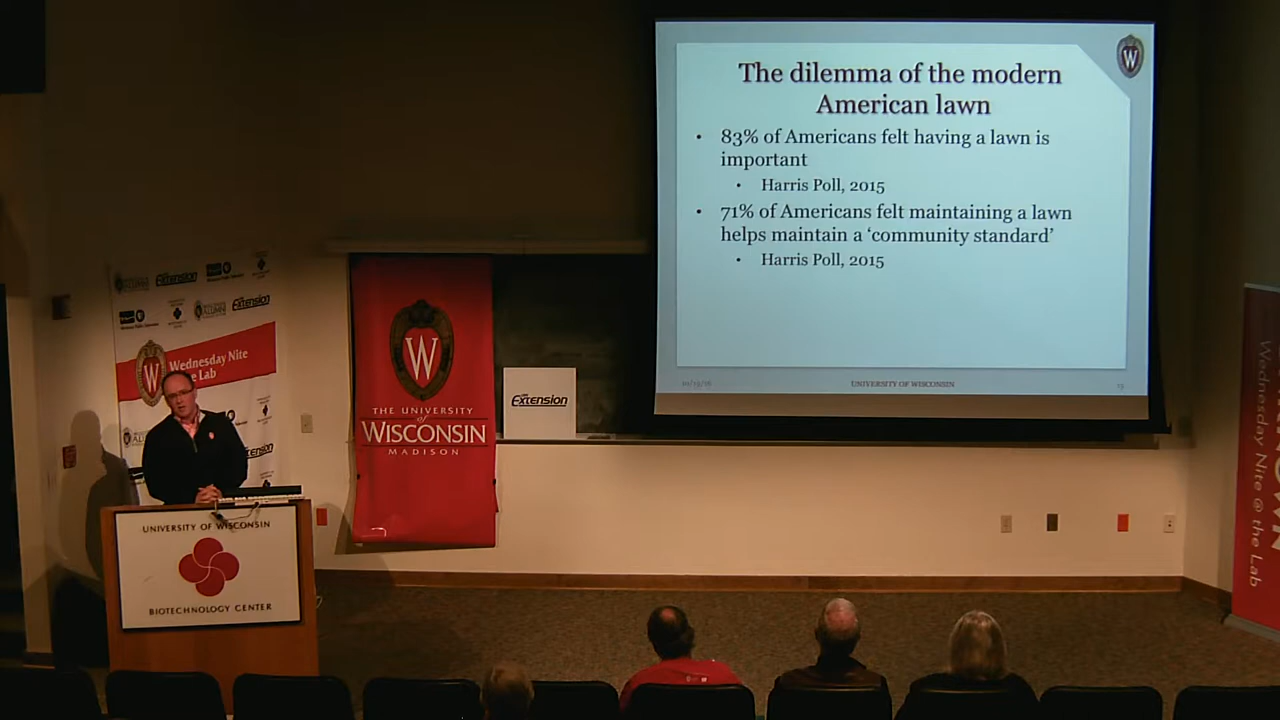 The dilemma of the modern
American lawn
• 83% of Americans felt having a lawn is
important
• Harris Poll, 2015
• 71% of Americans felt maintaining a lawn
helps maintain a ‘community standard’
• Harris Poll, 2015
UNIVERSITY OF WISCONSIN
W
Extension
Extension
Wednesday Nite
Lab
W
Extension
W
THE UNIVERSITY
of
WISCONSIN
MADISON
Extension
UNIVERSITY OF WISCONSIN
BIOTECHNOLOGY CENTER
Wednesday Nite @ the Lab